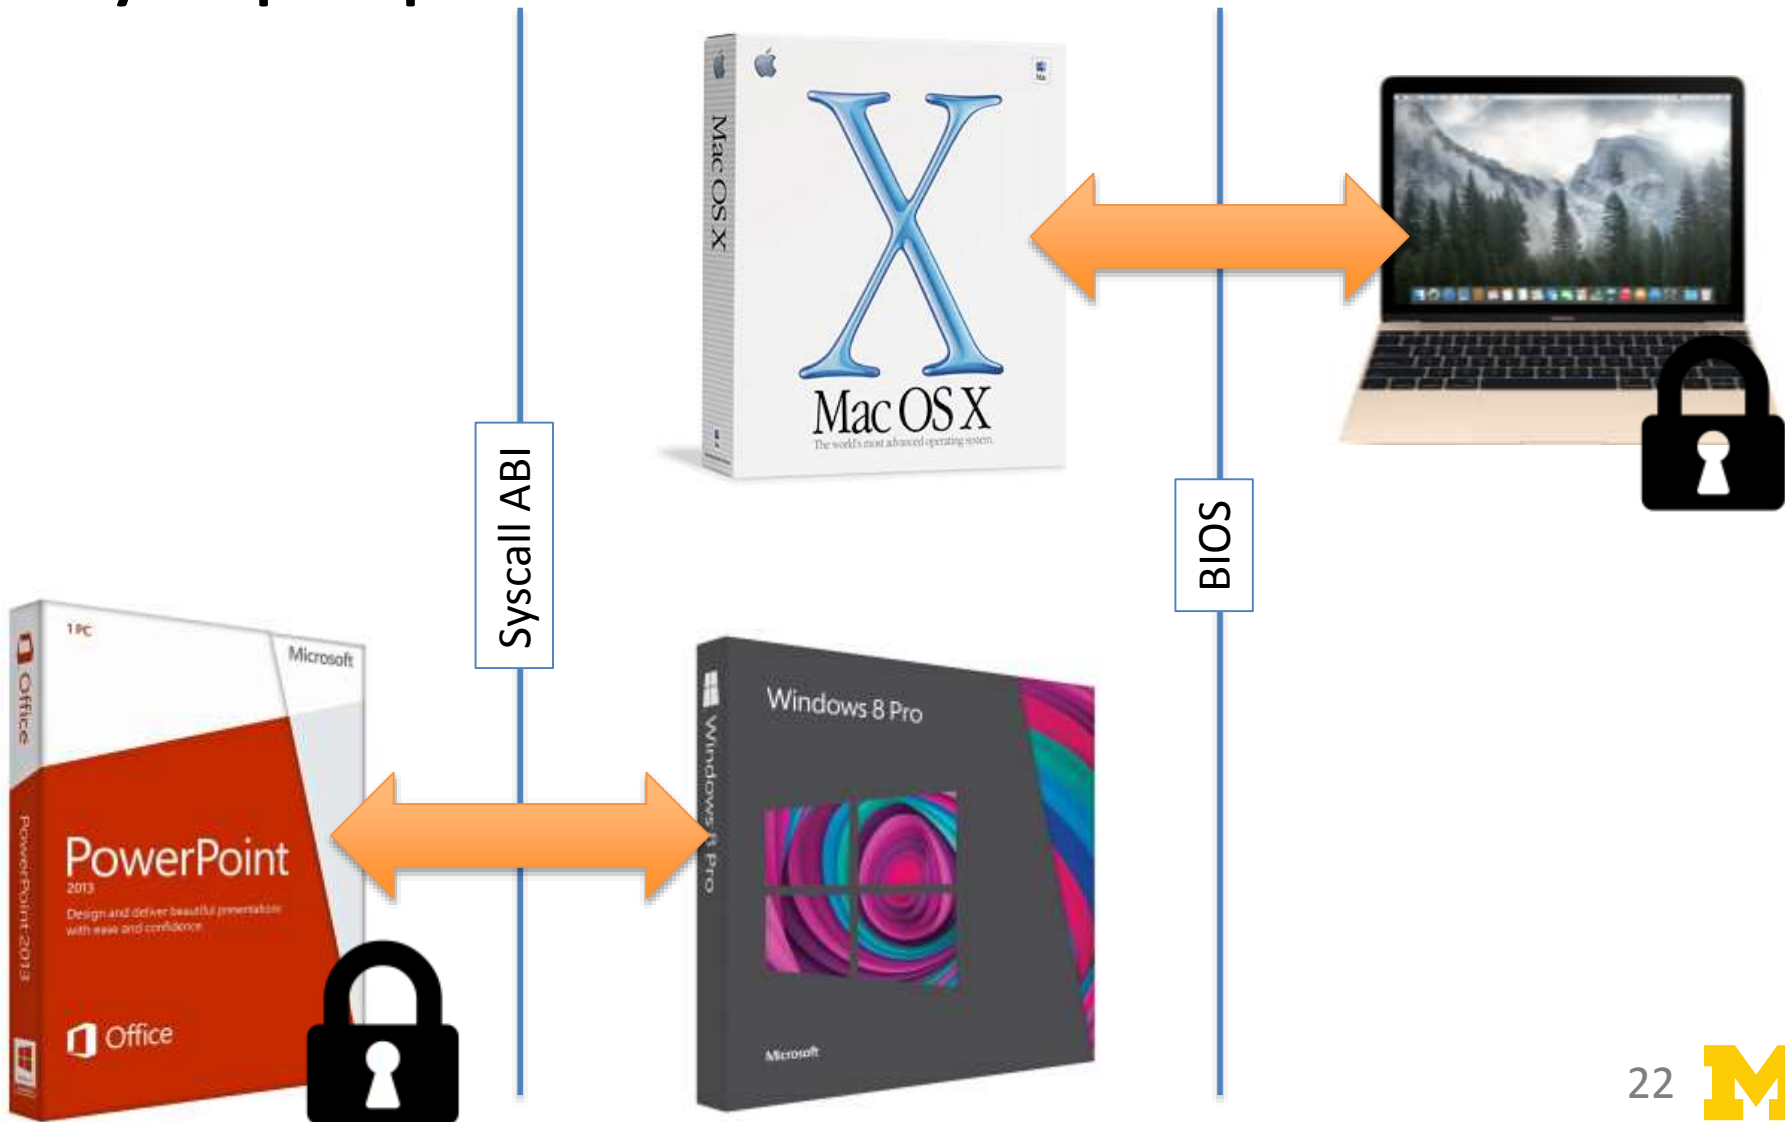 Mac OS X
Mac
Mac OS X
The world's most advanced operating system.
Syscall ABI
BIOS
1 PC
Microsoft
Office
PowerPoint 2013
PowerPoint
2013
Design and deliver beautiful presentations
with ease and confidence.
Office
Windows 8 Pro
Windows 8 Pro
Microsoft
22
M